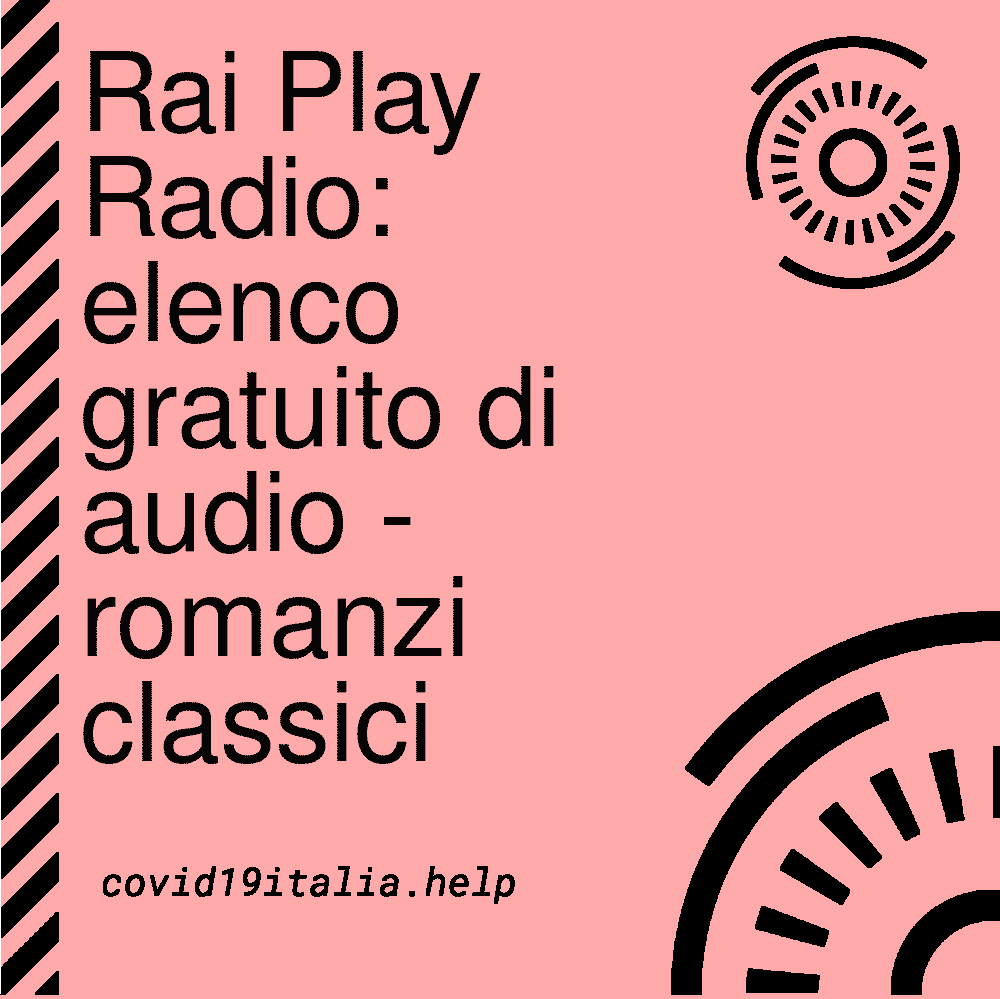 Rai Play
Radio:
elenco
gratuito di
audio -
romanzi
classici
covid19italia.help